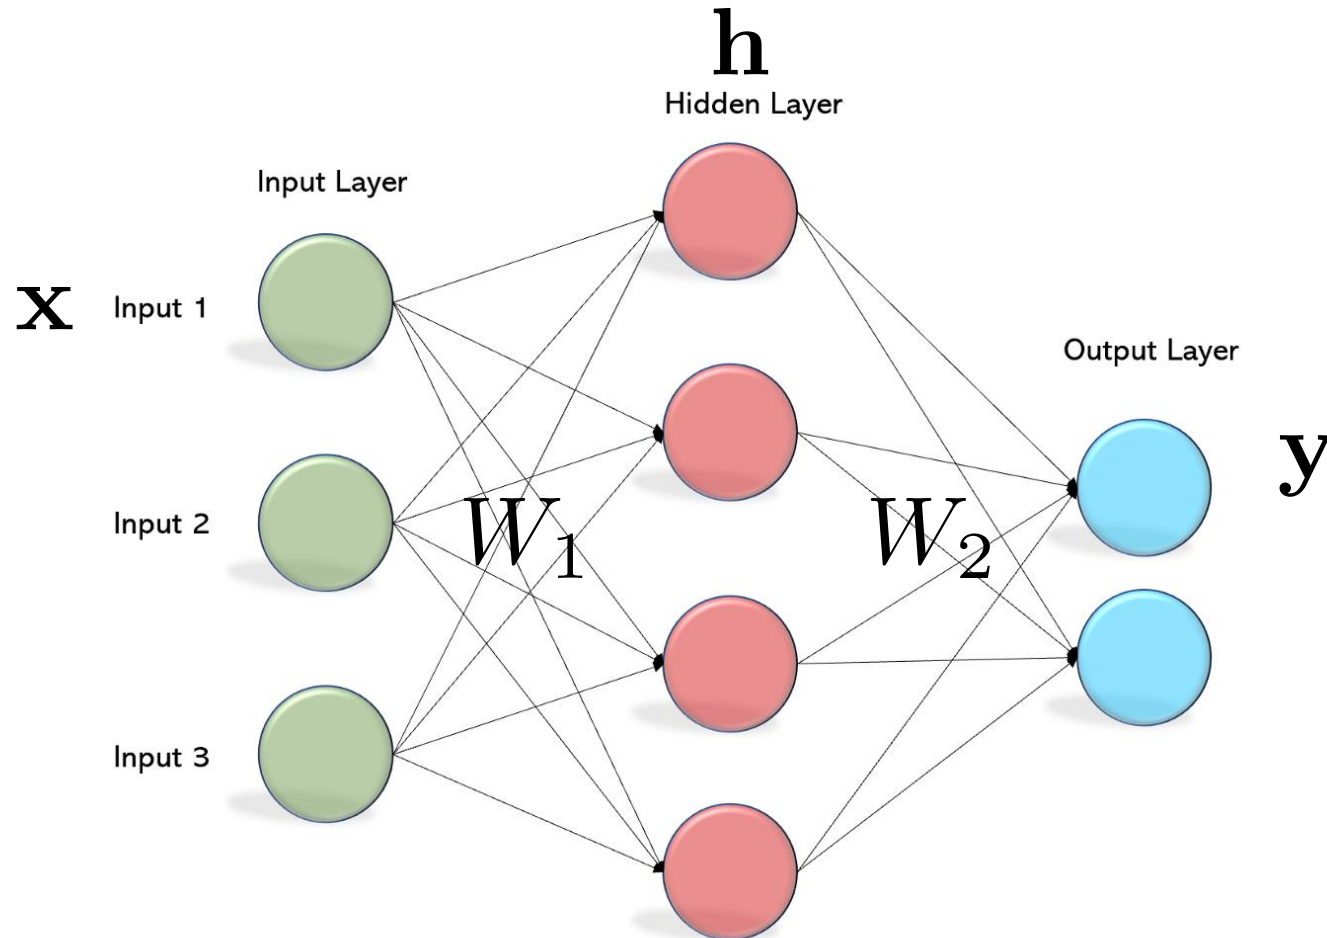 h
Hidden Layer
Input Layer
x
Input 1
Output Layer
y
Input 2
W₁
W₂
Input 3